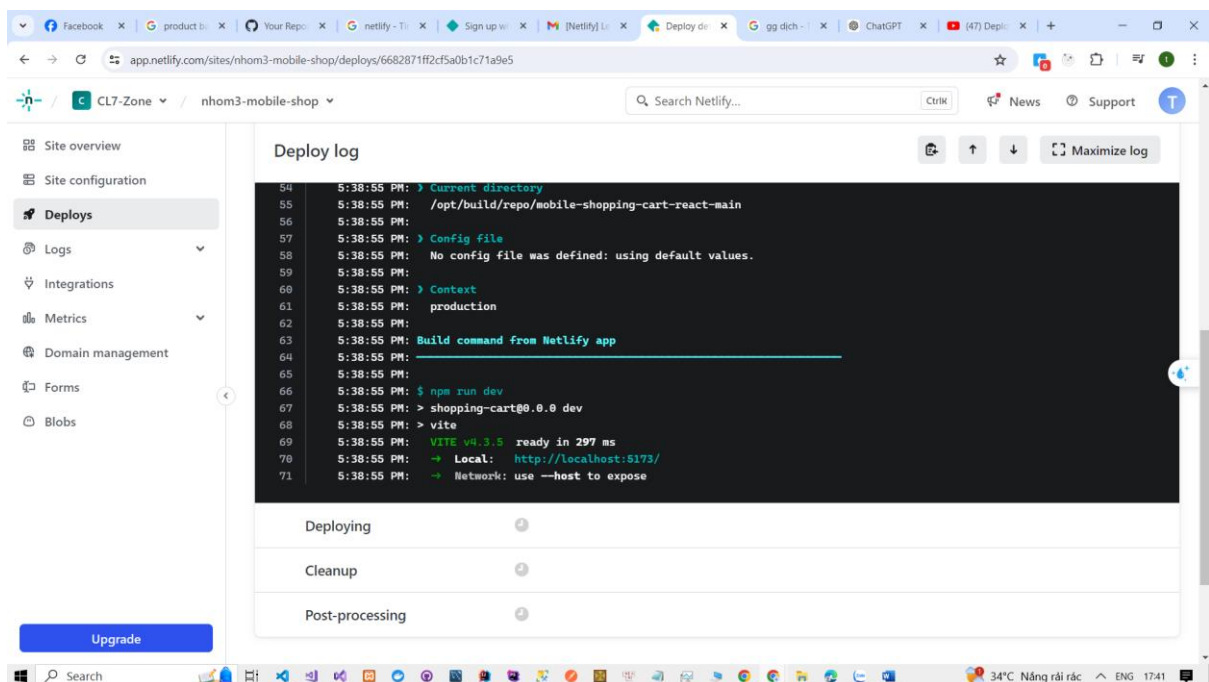 Facebook
product b
Your Repo
netlify - Tì
Sign up w
[Netlify] L
Deploy de
gg dịch -
ChatGPT
(47) Deplo
app.netlify.com/sites/nhom3-mobile-shop/deploys/6682871ff2cf5a0b1c71a9e5
CL7-Zone / nhom3-mobile-shop
Search Netlify...
CtrlK
News
Support
T
Site overview
Site configuration
Deploys
Logs
Integrations
Metrics
Domain management
Forms
Blobs
Upgrade
Deploy log
Maximize log
54 5:38:55 PM: ❯ Current directory
55 5:38:55 PM: /opt/build/repo/mobile-shopping-cart-react-main
56 5:38:55 PM:
57 5:38:55 PM: ❯ Config file
58 5:38:55 PM: No config file was defined: using default values.
59 5:38:55 PM:
60 5:38:55 PM: ❯ Context
61 5:38:55 PM: production
62 5:38:55 PM:
63 5:38:55 PM: Build command from Netlify app
64 5:38:55 PM: ────────────────────────────────────────
65 5:38:55 PM:
66 5:38:55 PM: $ npm run dev
67 5:38:55 PM: > shopping-cart@0.0.0 dev
68 5:38:55 PM: > vite
69 5:38:55 PM: VITE v4.3.5 ready in 297 ms
70 5:38:55 PM: → Local: http://localhost:5173/
71 5:38:55 PM: → Network: use --host to expose
Deploying
Cleanup
Post-processing
Search
34°C Nắng rải rác
ENG
17:41